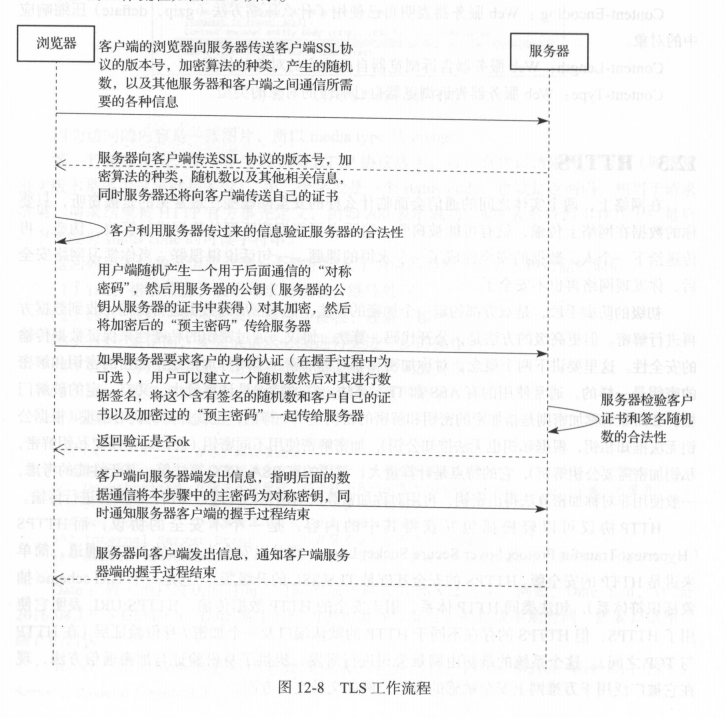 浏览器
服务器
客户端的浏览器向服务器传送客户端SSL协
议的版本号，加密算法的种类，产生的随机
数，以及其他服务器和客户端之间通信所需
要的各种信息
服务器向客户端传送SSL 协议的版本号，加
密算法的种类，随机数以及其他相关信息，
同时服务器还将向客户端传送自己的证书
客户利用服务器传过来的信息验证服务器的合法性
用户端随机产生一个用于后面通信的“对称
密码”，然后用服务器的公钥（服务器的公
钥从服务器的证书中获得）对其加密，然后
将加密后的“预主密码”传给服务器
如果服务器要求客户的身份认证（在握手过程中为
可选），用户可以建立一个随机数然后对其进行数
据签名，将这个含有签名的随机数和客户自己的证
书以及加密过的“预主密码”一起传给服务器
服务器检验客户
证书和签名随机
数的合法性
返回验证是否ok
客户端向服务器端发出信息，指明后面的数
据通信将本步骤中的主密码为对称密钥，同
时通知服务器客户端的握手过程结束
服务器向客户端发出信息，通知客户端服务
器端的握手过程结束
图 12-8 TLS 工作流程